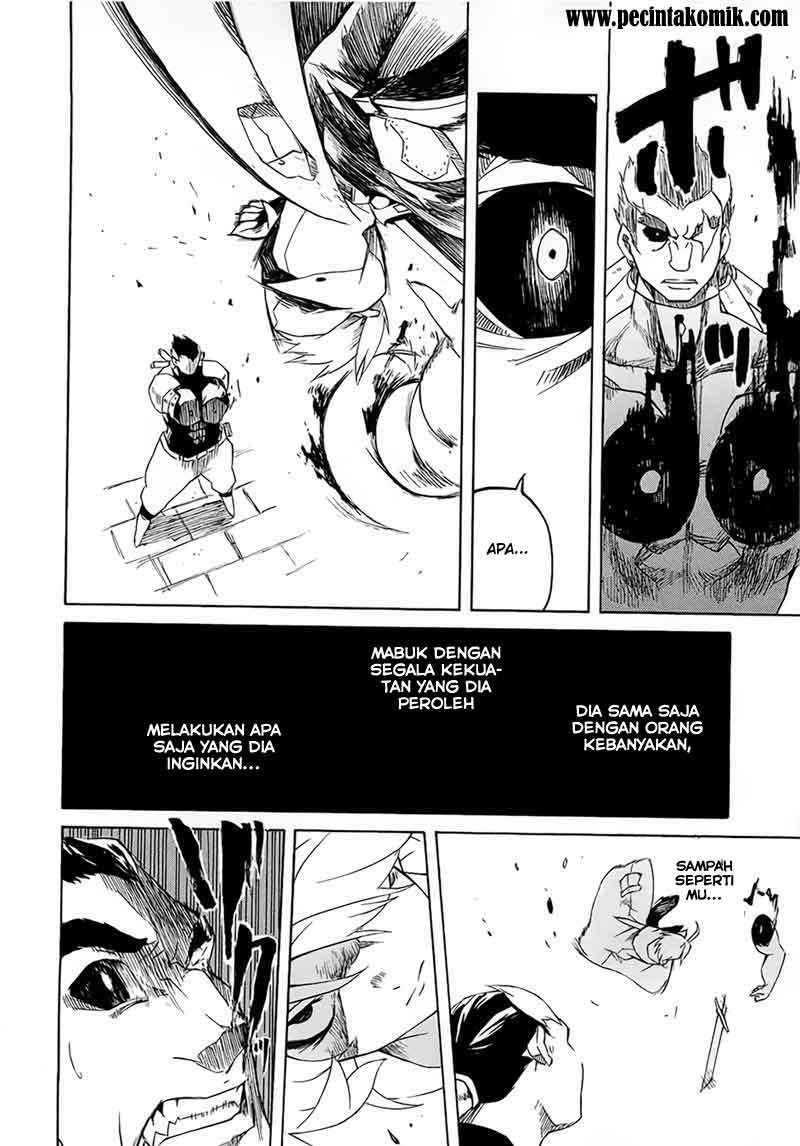 www.pecintakomik.com
APA...
DIA SAMA SAJA
DENGAN ORANG
KEBANYAKAN,
MABUK DENGAN
SEGALA KEKUA-
TAN YANG DIA
PEROLEH
MELAKUKAN APA
SAJA YANG DIA
INGINKAN...
SAMPAH
SEPERTI
MU...